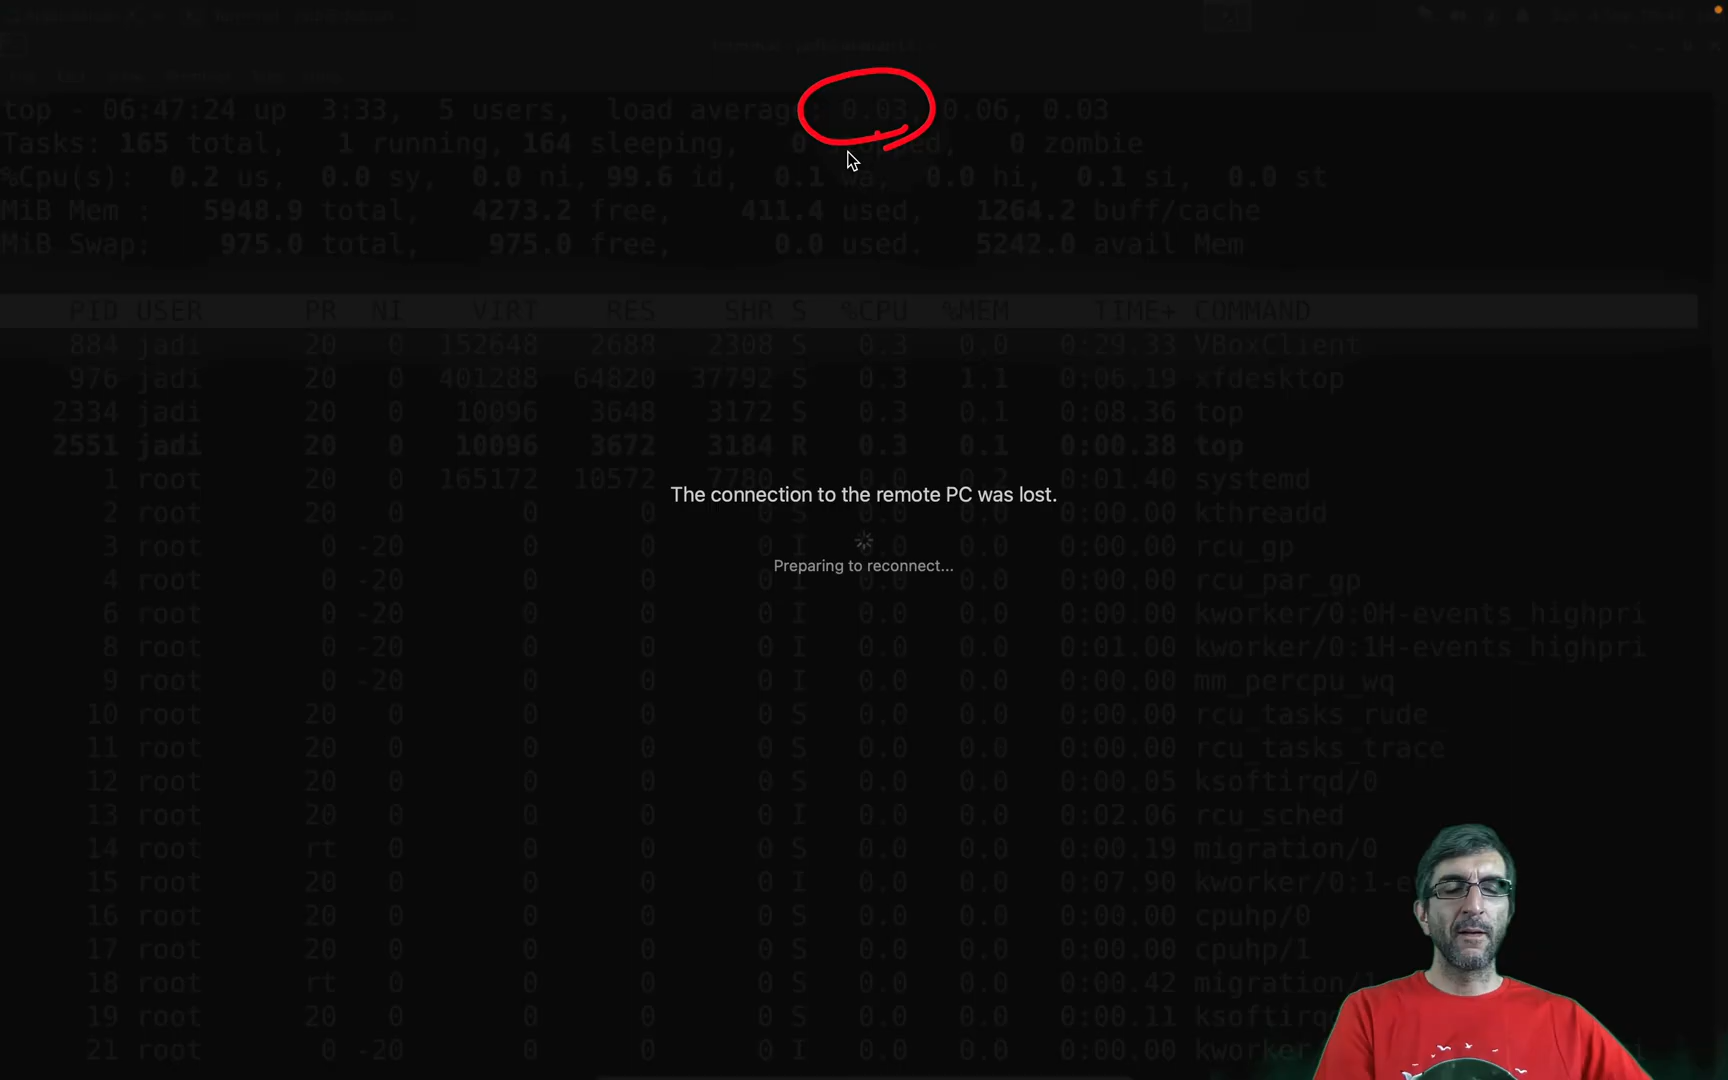 top - 06:47:24 up  3:33,  5 users,  load average: 0.03, 0.06, 0.03
Tasks: 165 total,   1 running, 164 sleeping,   0 stopped,   0 zombie
%Cpu(s):  0.2 us,  0.0 sy,  0.0 ni, 99.6 id,  0.1 wa,  0.0 hi,  0.1 si,  0.0 st
MiB Mem :   5948.9 total,   4273.2 free,    411.4 used,   1264.2 buff/cache
MiB Swap:    975.0 total,    975.0 free,      0.0 used.   5242.0 avail Mem
PID USER PR NI VIRT RES SHR S %CPU %MEM TIME+ COMMAND
884 jadi 20 0 152648 2688 2308 S 0.3 0.0 0:29.33 VBoxClient
976 jadi 20 0 401288 64820 37792 S 0.3 1.1 0:06.19 xfdesktop
2334 jadi 20 0 10096 3648 3172 S 0.3 0.1 0:08.36 top
2551 jadi 20 0 10096 3672 3184 R 0.3 0.1 0:00.38 top
1 root 20 0 165172 10572 7780 S 0.0 0.2 0:01.40 systemd
The connection to the remote PC was lost.
2 root 20 0 0 0 0 S 0.0 0.0 0:00.00 kthreadd
3 root 0 -20 0 0 0 I 0.0 0.0 0:00.00 rcu_gp
Preparing to reconnect...
4 root 0 -20 0 0 0 I 0.0 0.0 0:00.00 rcu_par_gp
6 root 0 -20 0 0 0 I 0.0 0.0 0:00.00 kworker/0:0H-events_highpri
8 root 0 -20 0 0 0 I 0.0 0.0 0:01.00 kworker/0:1H-events_highpri
9 root 0 -20 0 0 0 I 0.0 0.0 0:00.00 mm_percpu_wq
10 root 20 0 0 0 0 S 0.0 0.0 0:00.00 rcu_tasks_rude_
11 root 20 0 0 0 0 S 0.0 0.0 0:00.00 rcu_tasks_trace
12 root 20 0 0 0 0 S 0.0 0.0 0:00.05 ksoftirqd/0
13 root 20 0 0 0 0 I 0.0 0.0 0:02.06 rcu_sched
14 root rt 0 0 0 0 S 0.0 0.0 0:00.19 migration/0
15 root 20 0 0 0 0 I 0.0 0.0 0:07.90 kworker/0:1-e
16 root 20 0 0 0 0 S 0.0 0.0 0:00.00 cpuhp/0
17 root 20 0 0 0 0 S 0.0 0.0 0:00.00 cpuhp/1
18 root rt 0 0 0 0 S 0.0 0.0 0:00.42 migration/1
19 root 20 0 0 0 0 S 0.0 0.0 0:00.11 ksoftirqd
21 root 0 -20 0 0 0 I 0.0 0.0 0:00.00 kworker